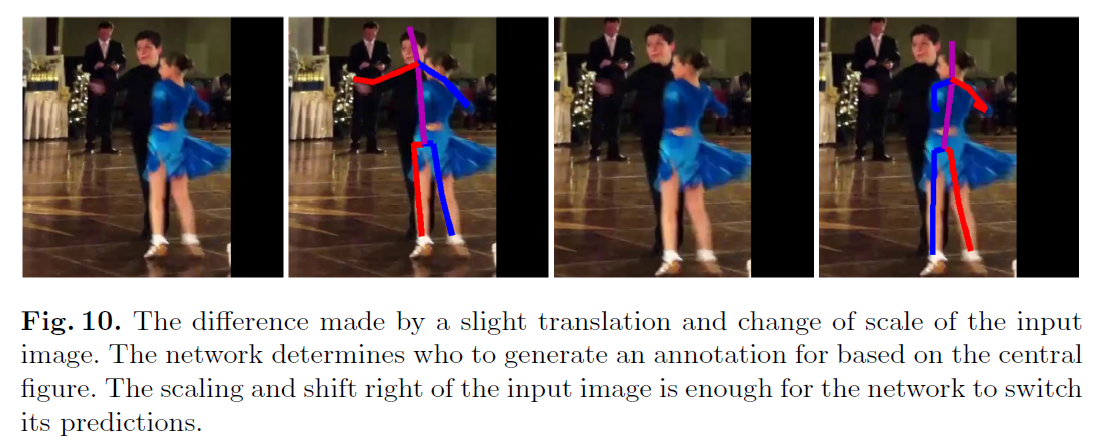 Fig. 10. The difference made by a slight translation and change of scale of the input
image. The network determines who to generate an annotation for based on the central
figure. The scaling and shift right of the input image is enough for the network to switch
its predictions.